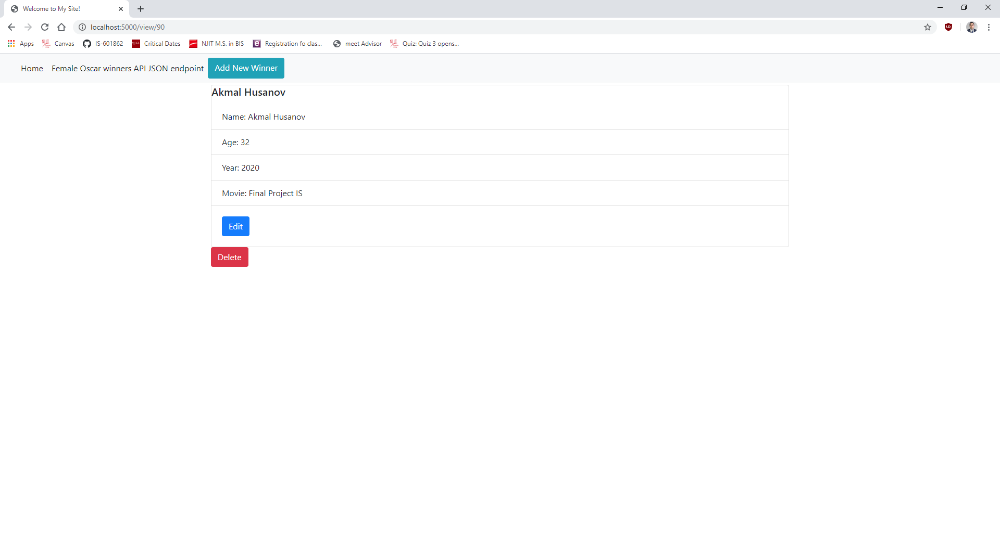 Welcome to My Site!
localhost:5000/view/90
Apps Canvas IS-601862 Critical Dates NJIT M.S. in BIS Registration fo clas... meet Advisor Quiz: Quiz 3 opens...
Home Female Oscar winners API JSON endpoint Add New Winner
Akmal Husanov
Name: Akmal Husanov
Age: 32
Year: 2020
Movie: Final Project IS
Edit
Delete